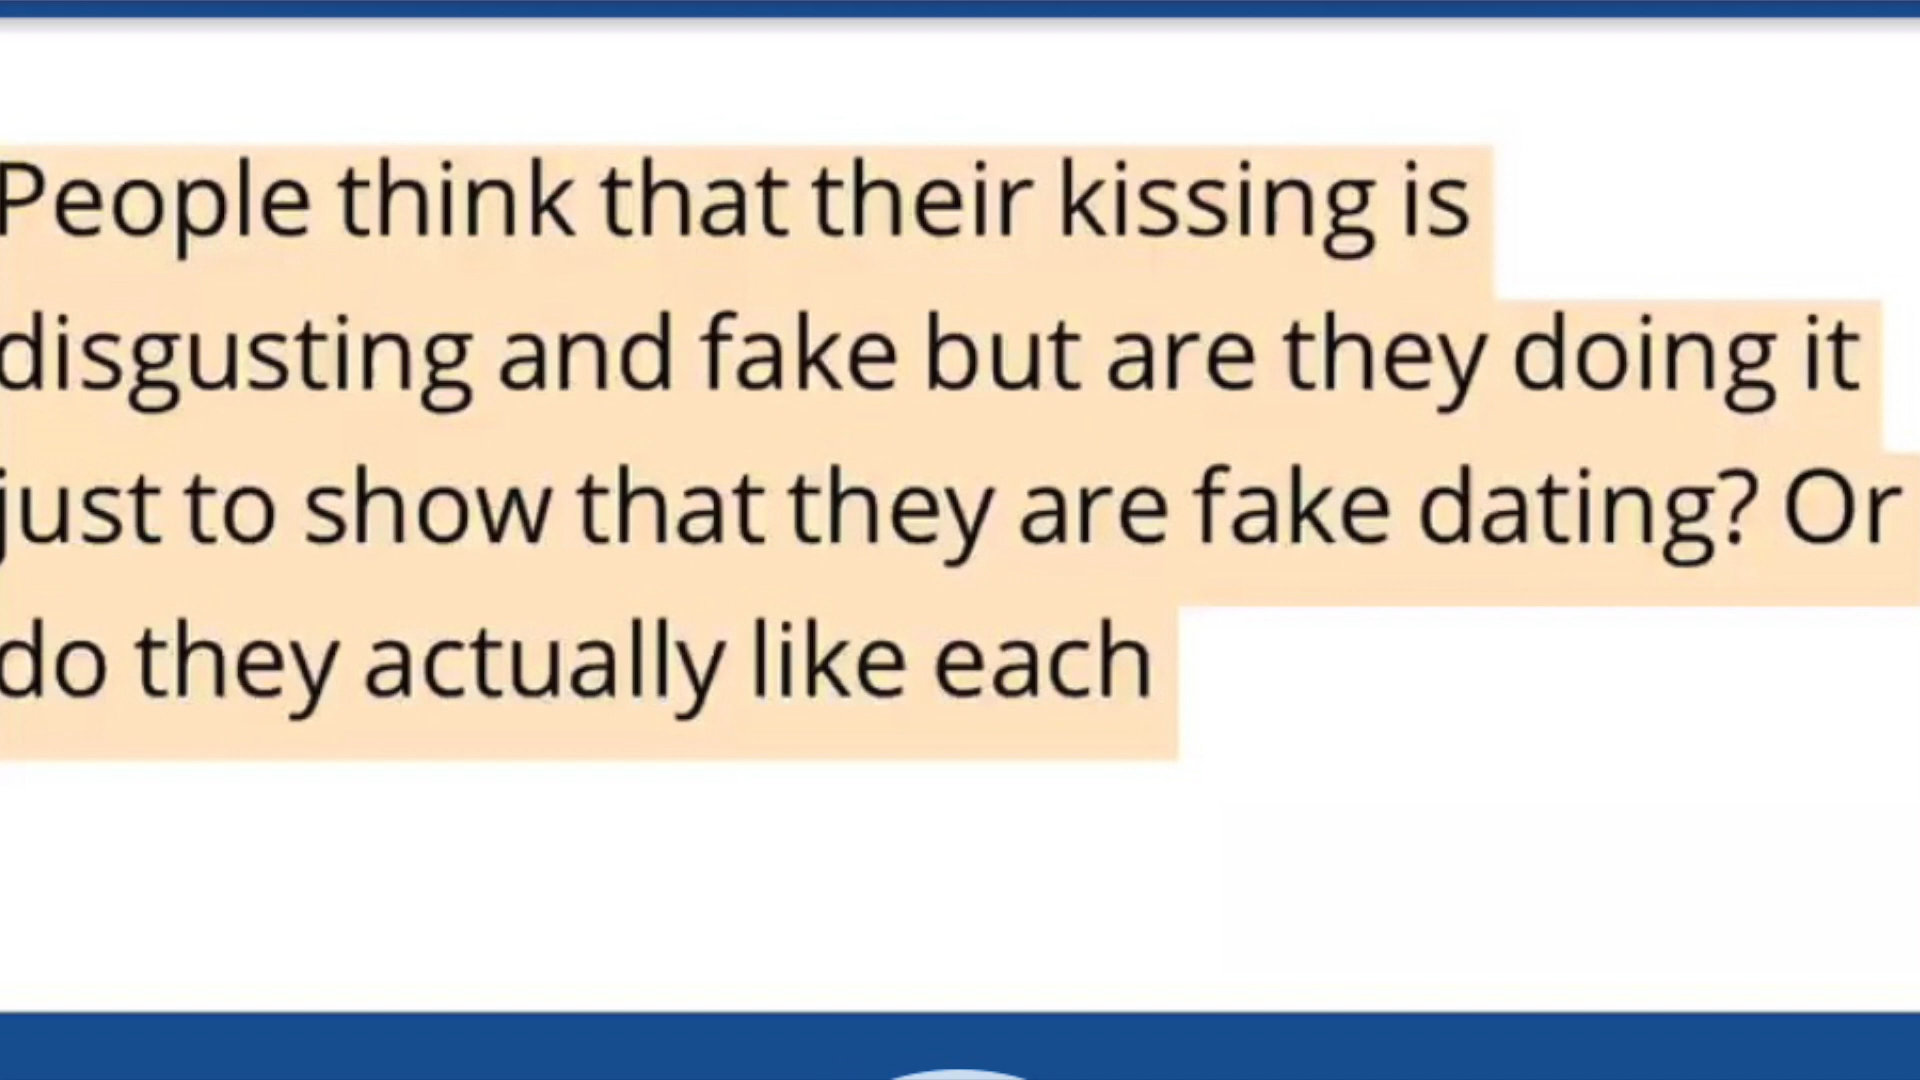 People think that their kissing is
disgusting and fake but are they doing it
just to show that they are fake dating? Or
do they actually like each